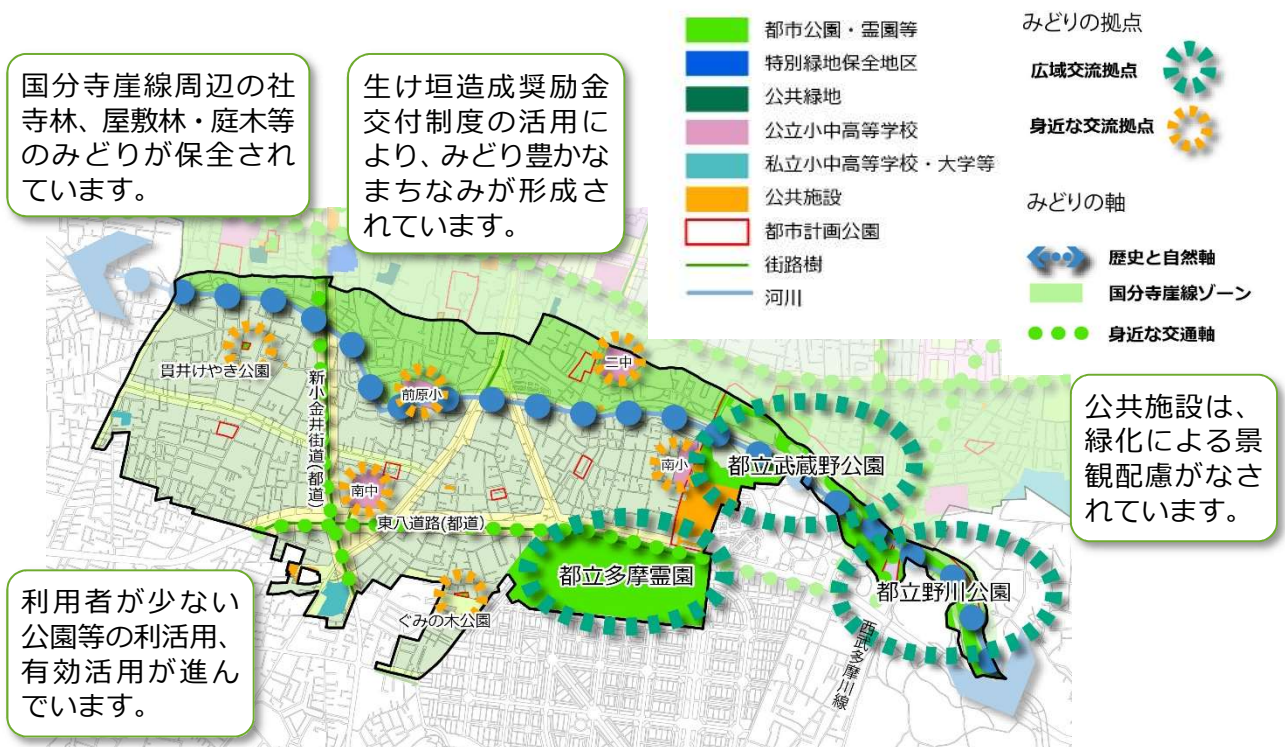 国分寺崖線周辺の社
寺林、屋敷林・庭木等
のみどりが保全され
ています。
生け垣造成奨励金
交付制度の活用に
より、みどり豊かな
まちなみが形成さ
れています。
都市公園・霊園等
特別緑地保全地区
公共緑地
公立小中高等学校
私立小中高等学校・大学等
公共施設
都市計画公園
街路樹
河川
みどりの拠点
広域交流拠点
身近な交流拠点
みどりの軸
歴史と自然軸
国分寺崖線ゾーン
身近な交通軸
貫井けやき公園
新小金井街道(都道)
前原小
二中
南小
都立武蔵野公園
南中
東八道路(都道)
都立多摩霊園
都立野川公園
ぐみの木公園
西武多摩川線
公共施設は、
緑化による景
観配慮がなさ
れています。
利用者が少ない
公園等の利活用、
有効活用が進ん
でいます。